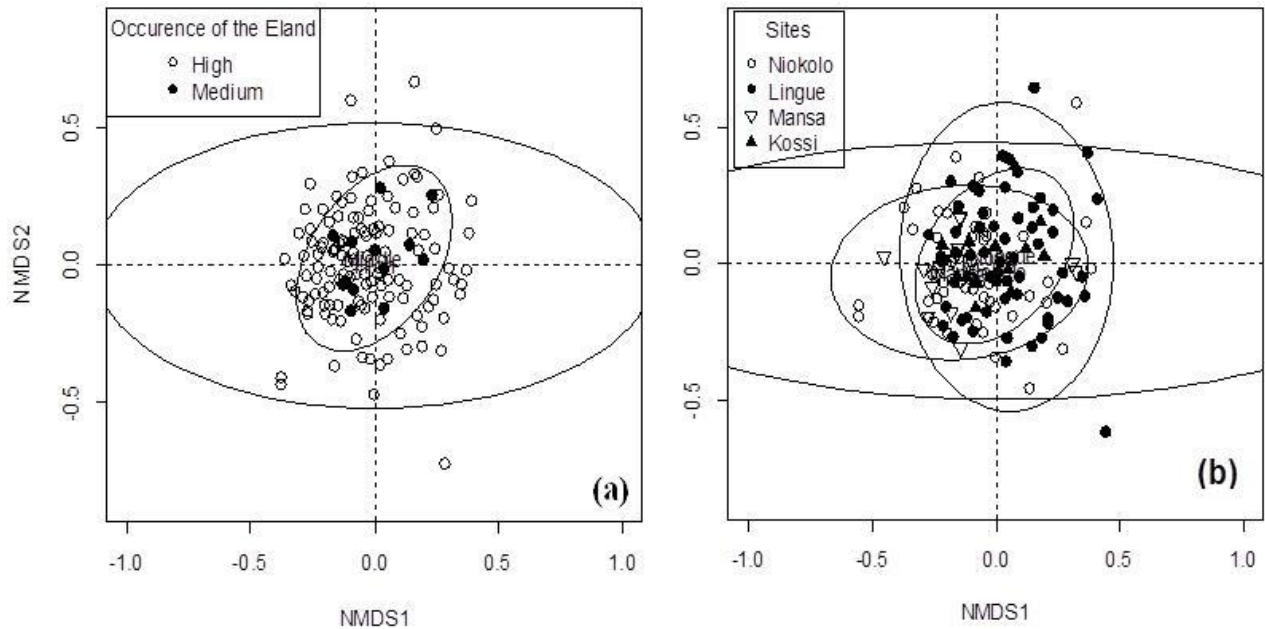 Occurence of the Eland
High
Medium
0.5
0.0
-0.5
NMDS2
(a)
-1.0 -0.5 0.0 0.5 1.0
NMDS1
Sites
Niokolo
Lingue
Mansa
Kossi
0.5
0.0
-0.5
(b)
-1.0 -0.5 0.0 0.5 1.0
NMDS1